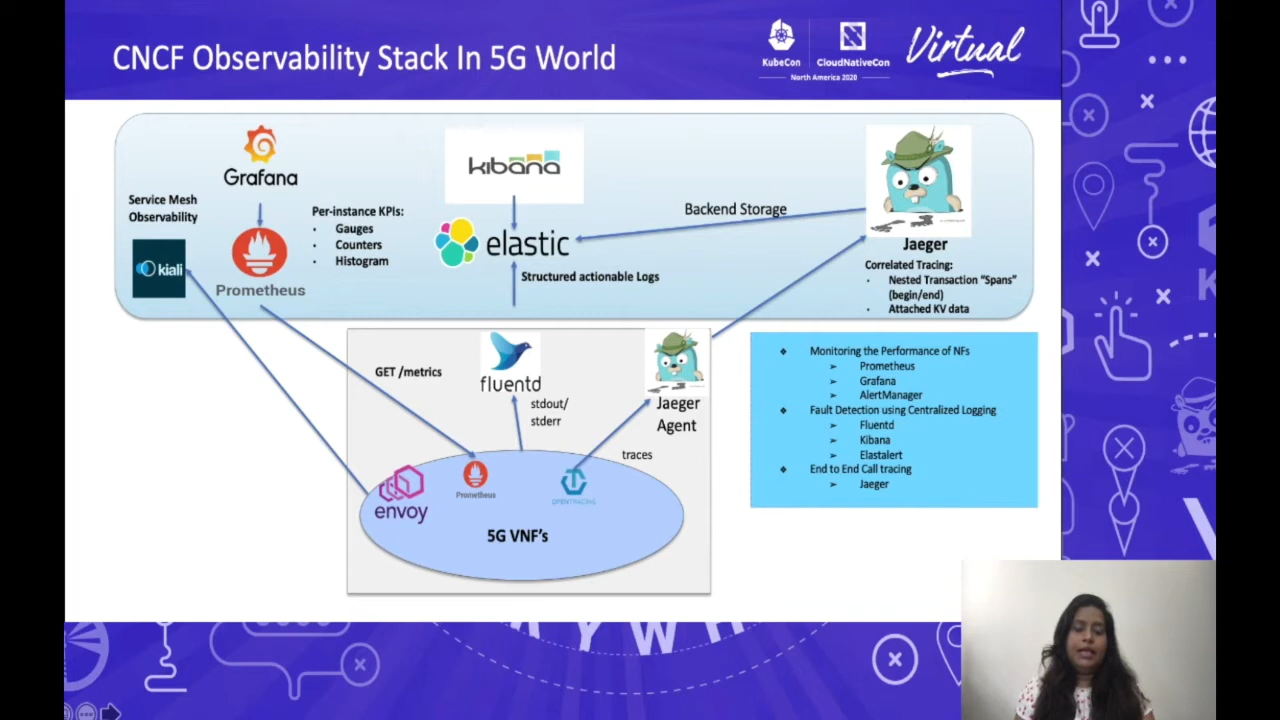 CNCF Observability Stack In 5G World
KubeCon
CloudNativeCon
North America 2020
Virtual
Grafana
Service Mesh
Observability
kiali
Prometheus
Per-instance KPIs:
• Gauges
• Counters
• Histogram
kibana
elastic
Structured actionable Logs
Backend Storage
Jaeger
Correlated Tracing:
• Nested Transaction “Spans”
(begin/end)
• Attached KV data
GET /metrics
fluentd
stdout/
stderr
Jaeger
Agent
traces
envoy
Prometheus
OPENTRACING
5G VNF's
❖ Monitoring the Performance of NFs
➢ Prometheus
➢ Grafana
➢ AlertManager
❖ Fault Detection using Centralized Logging
➢ Fluentd
➢ Kibana
➢ Elastalert
❖ End to End Call tracing
➢ Jaeger